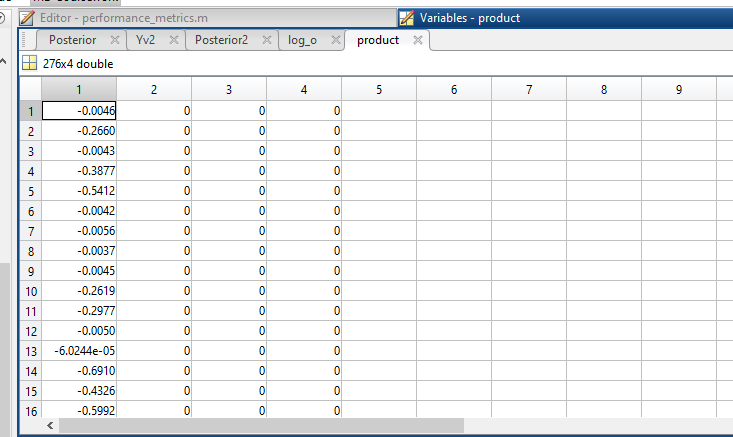 Editor - performance_metrics.m Variables - product
Posterior Yv2 Posterior2 log_o product
276x4 double
1 2 3 4 5 6 7 8 9
1 -0.0046 0 0 0
2 -0.2660 0 0 0
3 -0.0043 0 0 0
4 -0.3877 0 0 0
5 -0.5412 0 0 0
6 -0.0042 0 0 0
7 -0.0056 0 0 0
8 -0.0037 0 0 0
9 -0.0045 0 0 0
10 -0.2619 0 0 0
11 -0.2977 0 0 0
12 -0.0050 0 0 0
13 -6.0244e-05 0 0 0
14 -0.6910 0 0 0
15 -0.4326 0 0 0
16 -0.5992 0 0 0